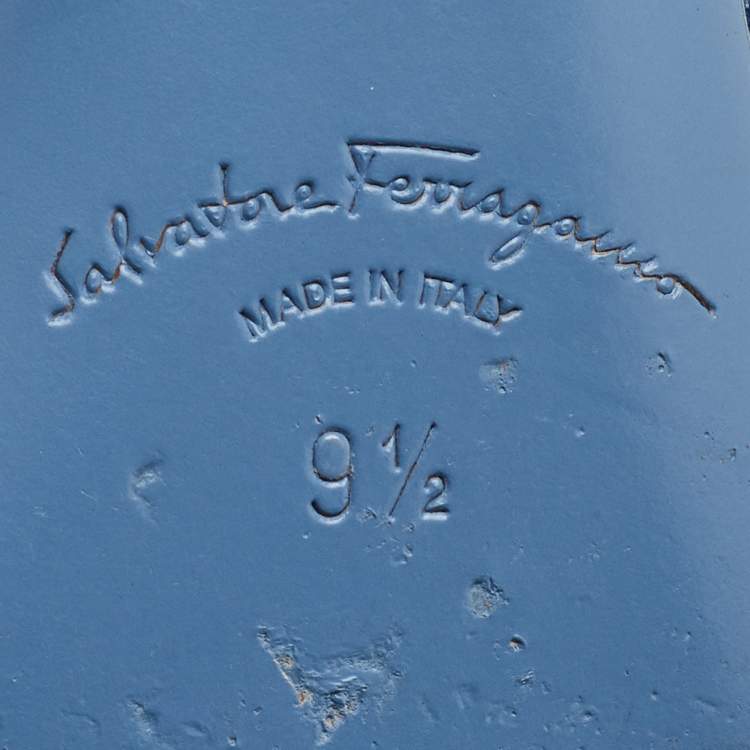 Salvatore Ferragamo
MADE IN ITALY
9 1/2